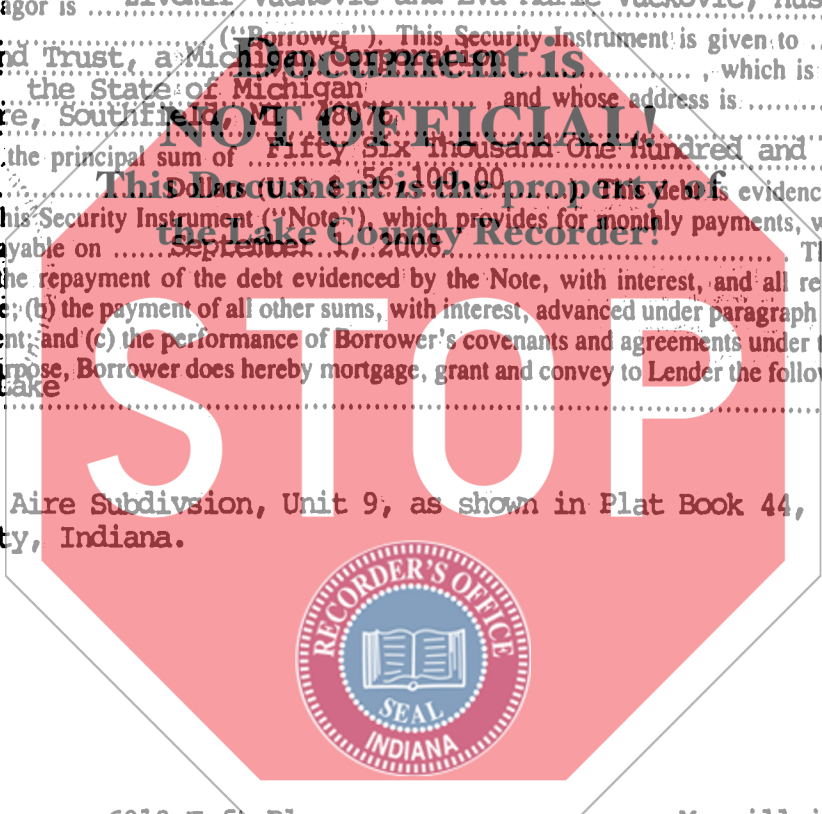 agor is
("Borrower"). This Security Instrument is given to
nd Trust, a Michigan Corporation , which is
Document is
the State of Michigan , and whose address is
re, Southfield, MI 48076
NOT OFFICIAL!
the principal sum of Fifty Six Thousand One Hundred and
Dollars (U.S. $ 56,100.00 ). This debt is evidenc
This Document is the property of
his Security Instrument ("Note"), which provides for monthly payments, w
the Lake County Recorder!
yable on September 1, 2008
he repayment of the debt evidenced by the Note, with interest, and all re
e; (b) the payment of all other sums, with interest, advanced under paragraph
ent; and (c) the performance of Borrower's covenants and agreements under t
rpose, Borrower does hereby mortgage, grant and convey to Lender the follow
Lake
STOP
Aire Subdivsion, Unit 9, as shown in Plat Book 44,
ty, Indiana.
RECORDER'S OFFICE
SEAL
INDIANA